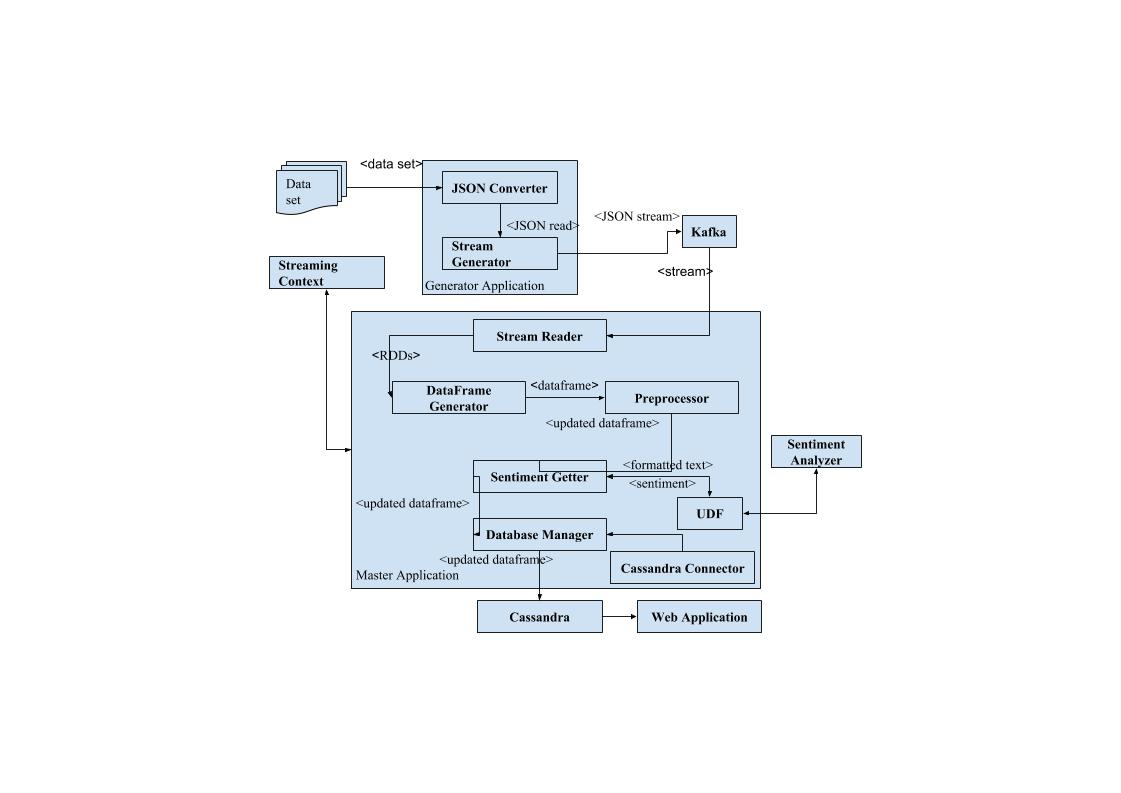 <data set>
Data
set
JSON Converter
<JSON read>
<JSON stream>
Kafka
Stream
Generator
Generator Application
<stream>
Streaming
Context
Stream Reader
<RDDs>
DataFrame
Generator
<dataframe>
Preprocessor
<updated dataframe>
Sentiment
Analyzer
<formatted text>
Sentiment Getter
<sentiment>
<updated dataframe>
UDF
Database Manager
<updated dataframe>
Cassandra Connector
Master Application
Cassandra
Web Application